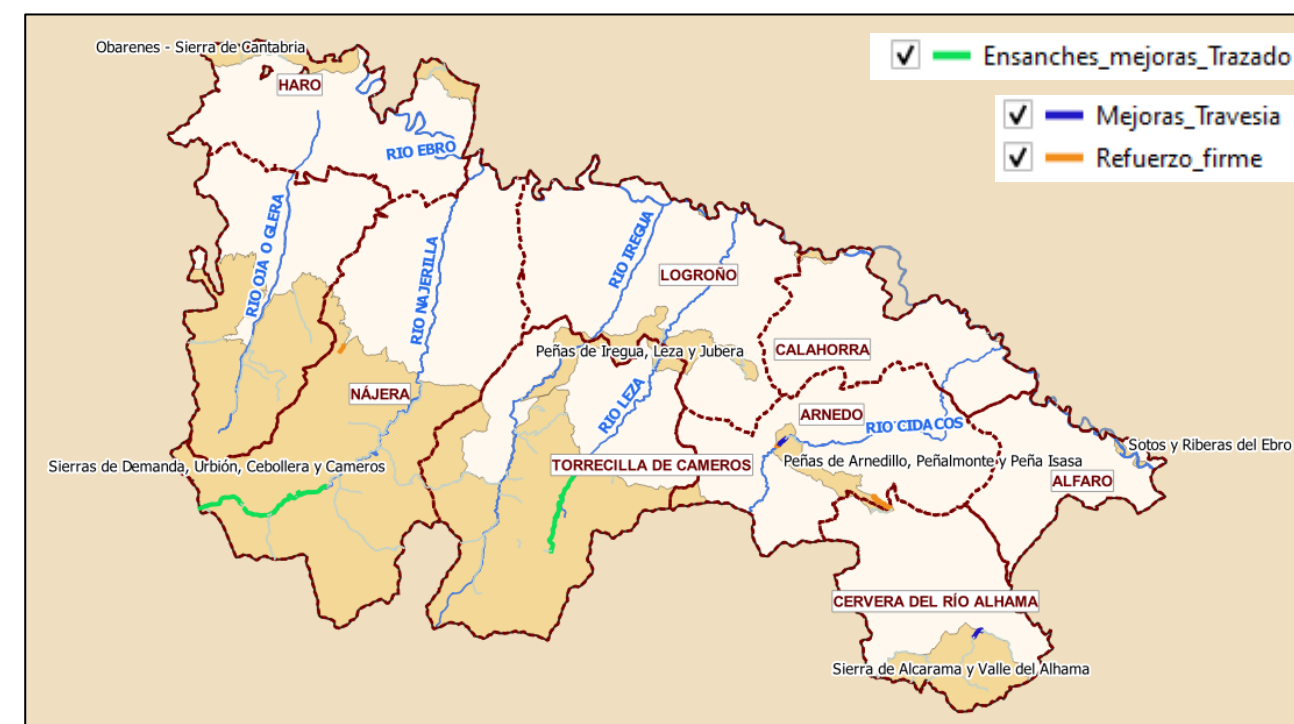 Obarenes - Sierra de Cantabria
Ensanches_mejoras_Trazado
HARO
Mejoras_Travesia
RIO EBRO
Refuerzo_firme
RIO OJA O GLERA
RIO NAJERILLA
RIO IREGUA
LOGROÑO
Peñas de Iregua, Leza y Jubera
CALAHORRA
NÁJERA
RIO LEZA
ARNEDO
RIO CIDACOS
Sotos y Riberas del Ebro
Sierras de Demanda, Urbión, Cebollera y Cameros
TORRECILLA DE CAMEROS
Peñas de Arnedillo, Peñalmonte y Peña Isasa
ALFARO
CERVERA DEL RÍO ALHAMA
Sierra de Alcarama y Valle del Alhama